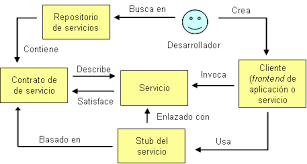 Repositorio
de servicios
Busca en
Crea
Desarrollador
Contiene
Cliente
(frontend de
aplicación o
servicio
Contrato de
de servicio
Describe
Satisface
Servicio
Invoca
Enlazado con
Basado en
Stub del
servicio
Usa